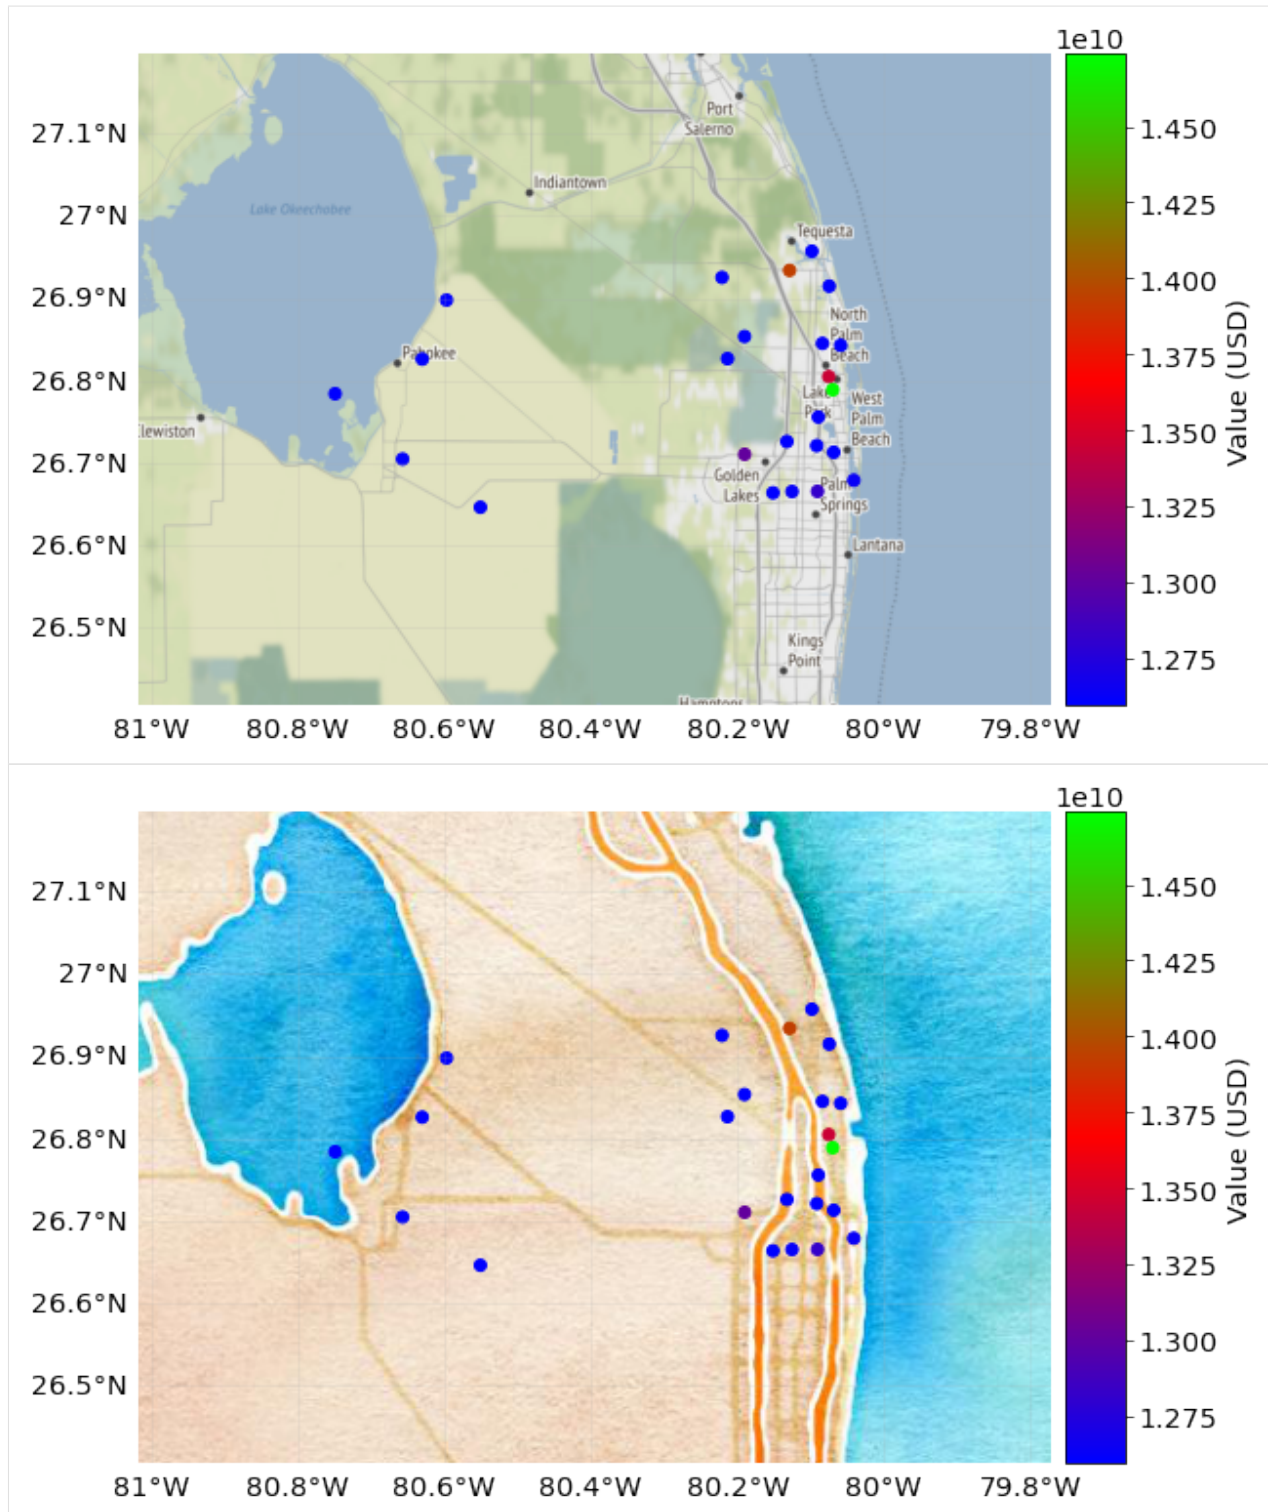 1e10
27.1°N
27°N
26.9°N
26.8°N
26.7°N
26.6°N
26.5°N
Port
Salerno
Indiantown
Lake Okeechobee
Tequesta
North
Palm
Beach
Pahokee
Lake
Park
West
Palm
Beach
Clewiston
Golden
Lakes
Palm
Springs
Lantana
Kings
Point
Hamptons
81°W 80.8°W 80.6°W 80.4°W 80.2°W 80°W 79.8°W
1.450
1.425
1.400
1.375
1.350
1.325
1.300
1.275
Value (USD)
1e10
27.1°N
27°N
26.9°N
26.8°N
26.7°N
26.6°N
26.5°N
81°W 80.8°W 80.6°W 80.4°W 80.2°W 80°W 79.8°W
1.450
1.425
1.400
1.375
1.350
1.325
1.300
1.275
Value (USD)